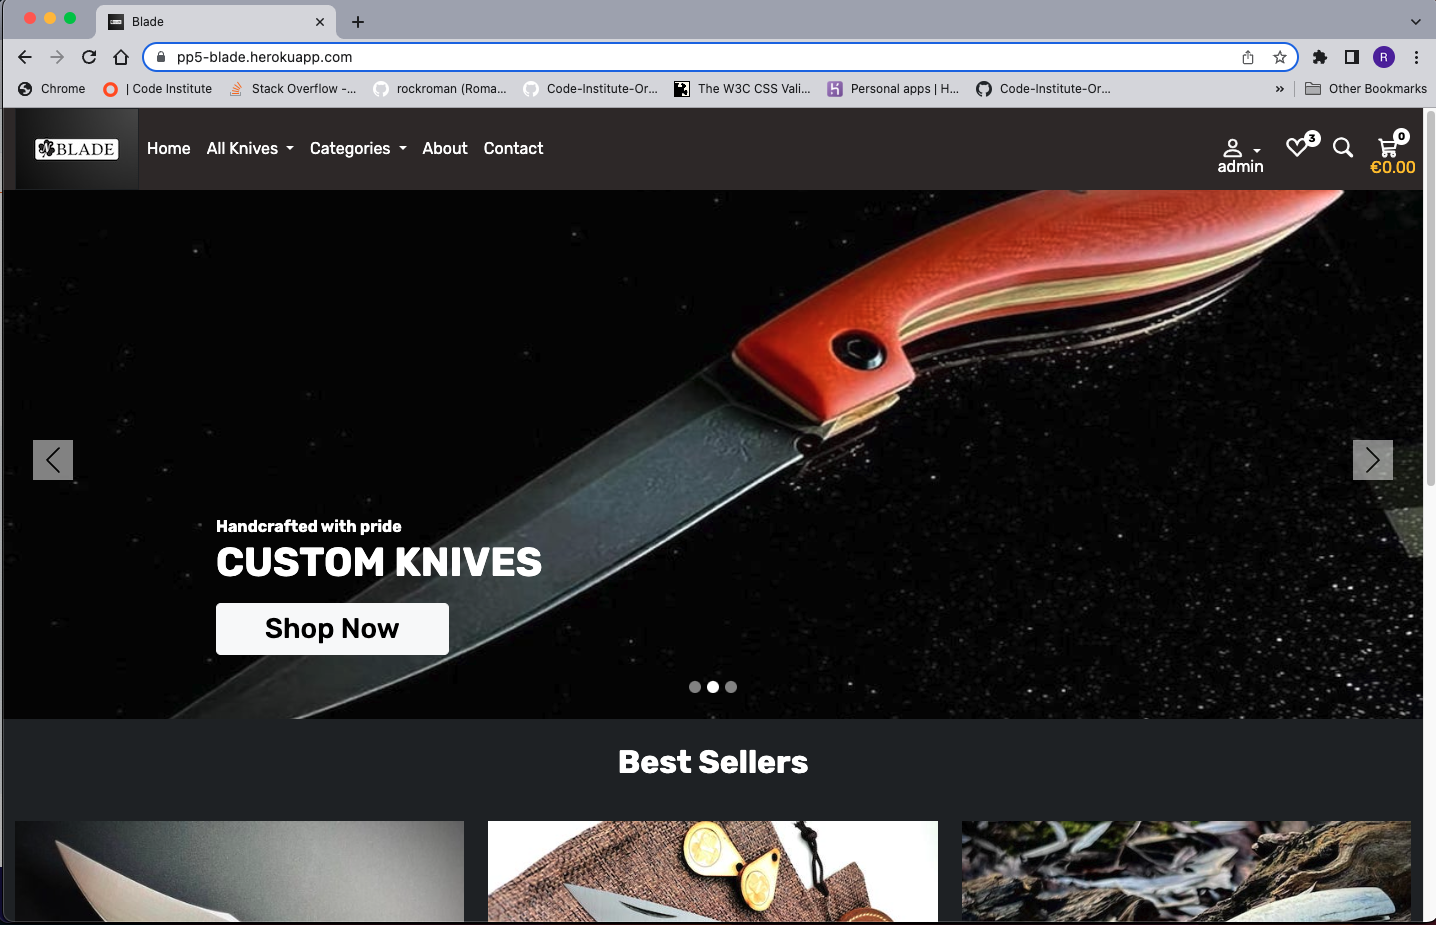 Blade
pp5-blade.herokuapp.com
R
Chrome
| Code Institute
Stack Overflow -...
rockroman (Roma...
Code-Institute-Or...
The W3C CSS Vali...
Personal apps | H...
Code-Institute-Or...
»
Other Bookmarks
BLADE
Home
All Knives
Categories
About
Contact
admin
3
0
€0.00
Handcrafted with pride
CUSTOM KNIVES
Shop Now
Best Sellers